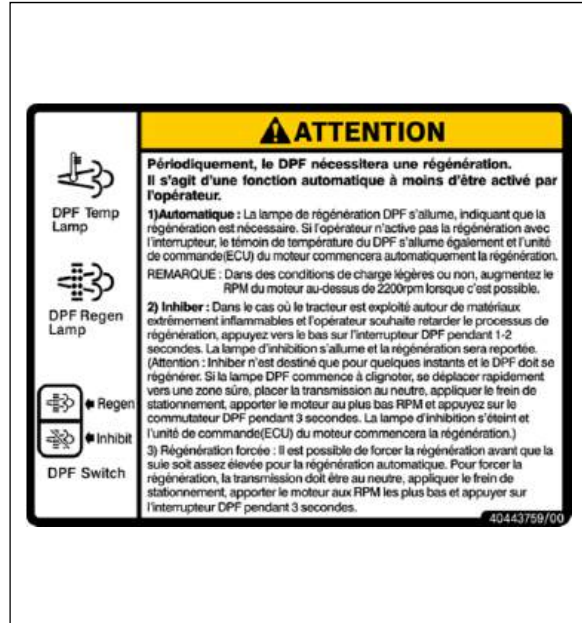 ATTENTION
Périodiquement, le DPF nécessitera une régénération.
Il s'agit d'une fonction automatique à moins d'être activé par
l'opérateur.
1)Automatique : La lampe de régénération DPF s'allume, indiquant que la
régénération est nécessaire. Si l'opérateur n'active pas la régénération avec
l'interrupteur, le témoin de température du DPF s'allume également et l'unité
de commande(ECU) du moteur commencera automatiquement la régénération.
REMARQUE : Dans des conditions de charge légères ou non, augmentez le
RPM du moteur au-dessus de 2200rpm lorsque c'est possible.
2) Inhiber : Dans le cas où le tracteur est exploité autour de matériaux
extrêmement inflammables et l'opérateur souhaite retarder le processus de
régénération, appuyez vers le bas sur l'interrupteur DPF pendant 1-2
secondes. La lampe d'inhibition s'allume et la régénération sera reportée.
(Attention : Inhiber n'est destiné que pour quelques instants et le DPF doit se
régénérer. Si la lampe DPF commence à clignoter, se déplacer rapidement
vers une zone sûre, placer la transmission au neutre, appliquer le frein de
stationnement, apporter le moteur au plus bas RPM et appuyez sur le
commutateur DPF pendant 3 secondes. La lampe d'inhibition s'éteint et
l'unité de commande(ECU) du moteur commencera la régénération.)
3) Régénération forcée : Il est possible de forcer la régénération avant que la
suie soit assez élevée pour la régénération automatique. Pour forcer la
régénération, la transmission doit être au neutre, appliquer le frein de
stationnement, apporter le moteur aux RPM les plus bas et appuyer sur
l'interrupteur DPF pendant 3 secondes.
DPF Temp
Lamp
DPF Regen
Lamp
Regen
Inhibit
DPF Switch
40443759/00